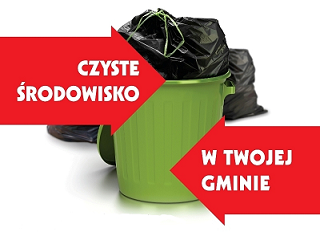 CZYSTE
ŚRODOWISKO
W TWOJEJ
GMINIE